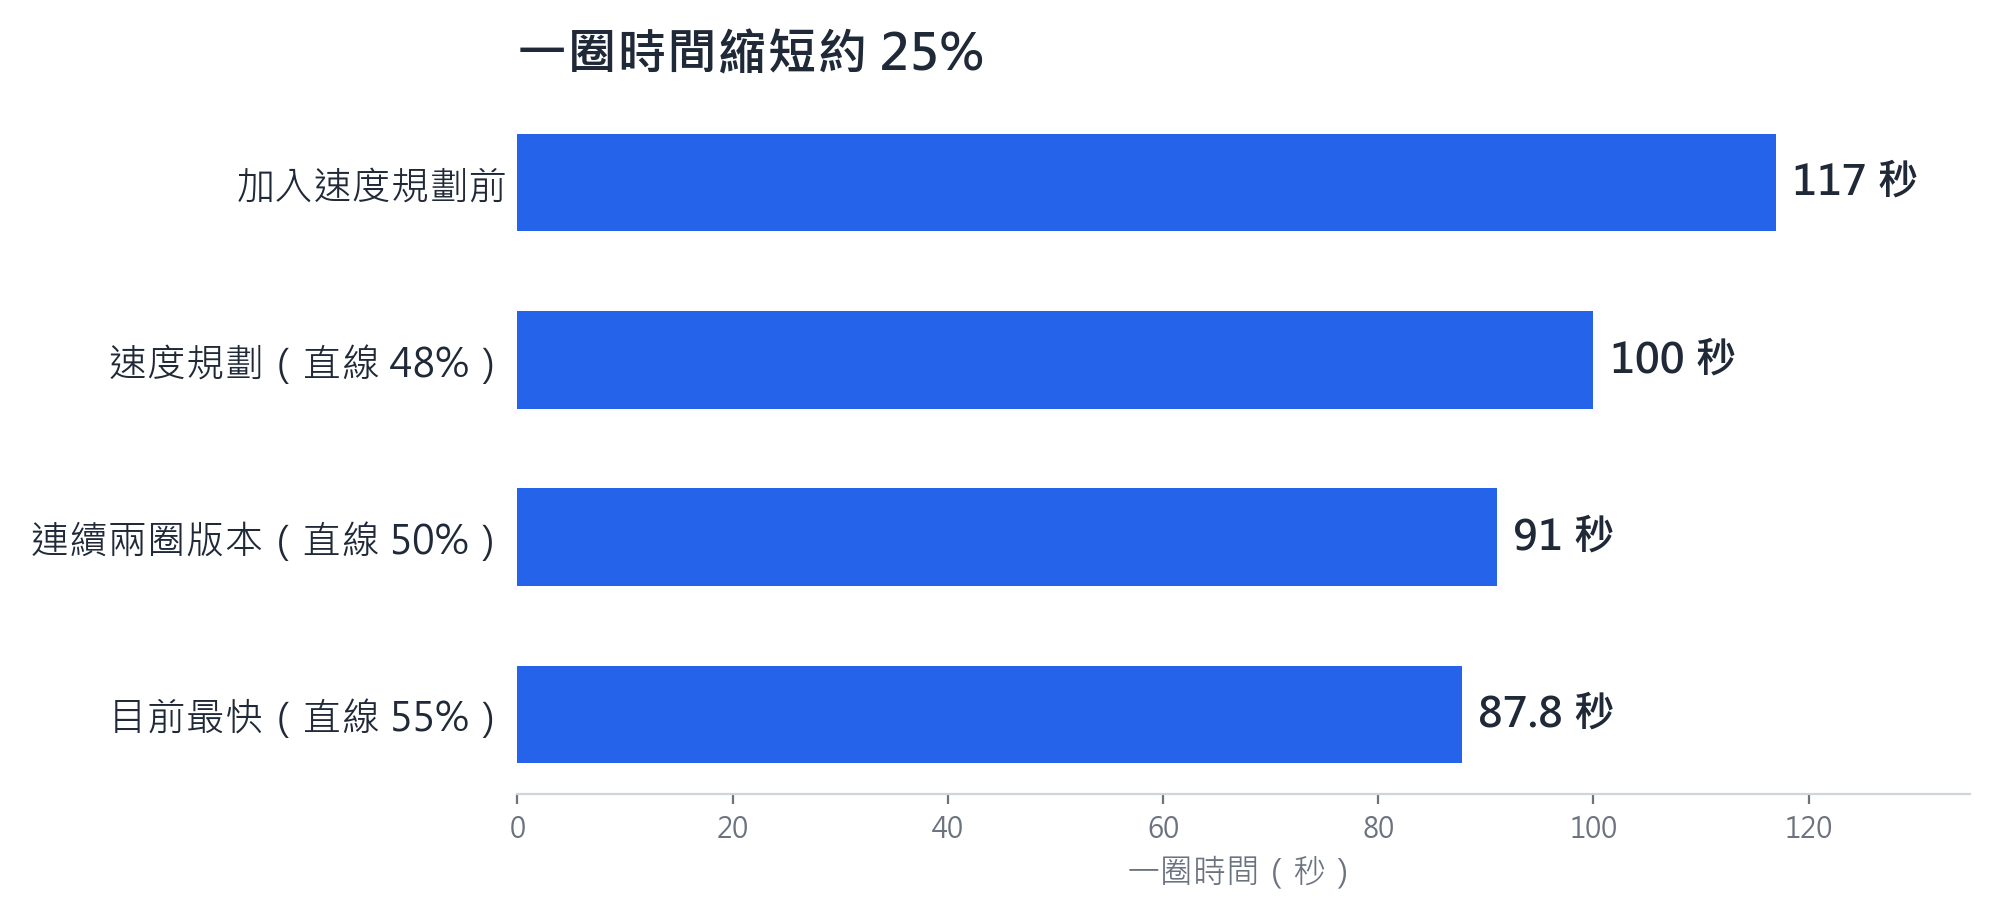 一圈時間縮短約 25%
加入速度規劃前
117 秒
速度規劃（直線 48%）
100 秒
連續兩圈版本（直線 50%）
91 秒
目前最快（直線 55%）
87.8 秒
0 20 40 60 80 100 120
一圈時間（秒）